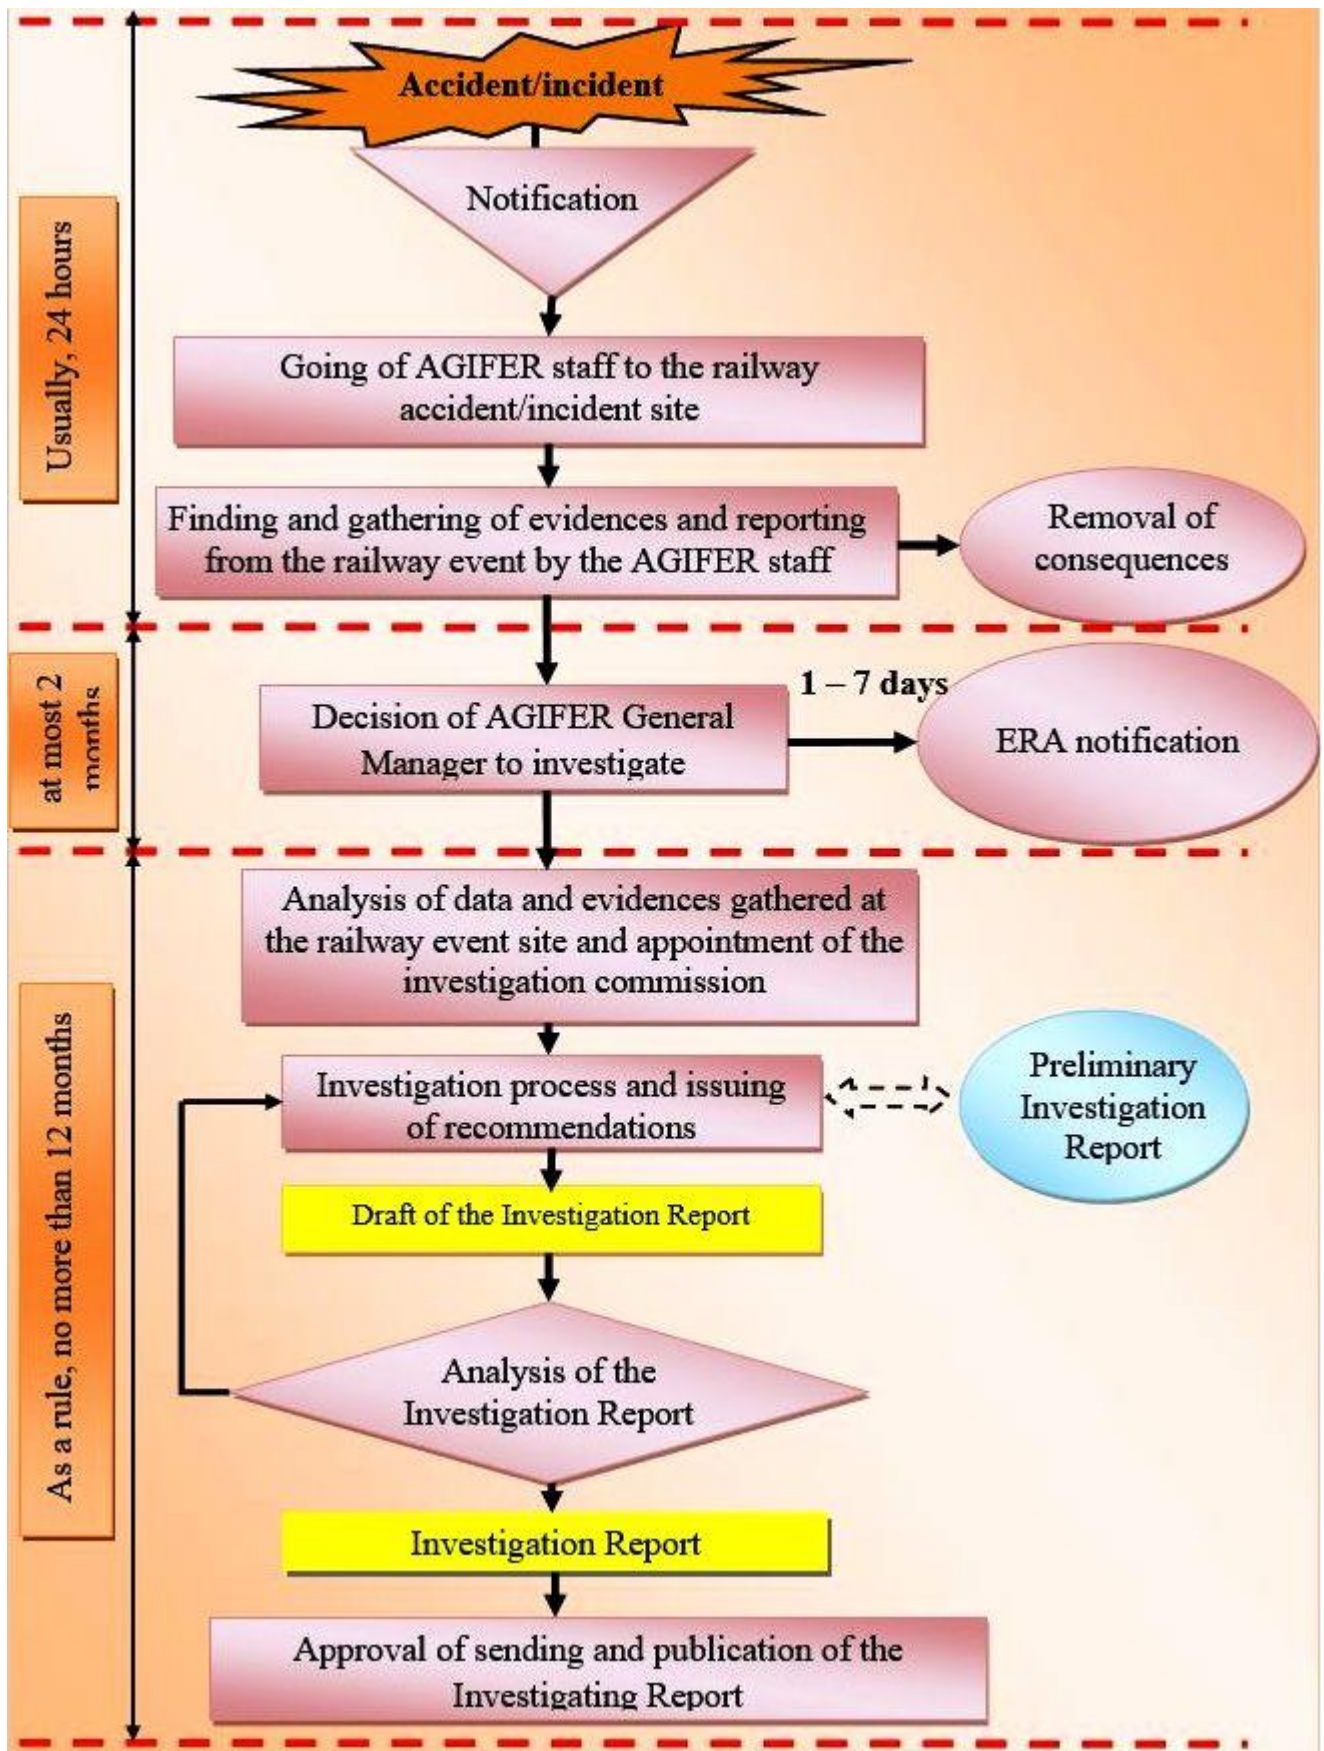 Accident/incident
Notification
Usually, 24 hours
Going of AGIFER staff to the railway
accident/incident site
Finding and gathering of evidences and reporting
from the railway event by the AGIFER staff
Removal of
consequences
at most 2
months
Decision of AGIFER General
Manager to investigate
1 – 7 days
ERA notification
As a rule, no more than 12 months
Analysis of data and evidences gathered at
the railway event site and appointment of the
investigation commission
Investigation process and issuing
of recommendations
Preliminary
Investigation
Report
Draft of the Investigation Report
Analysis of the
Investigation Report
Investigation Report
Approval of sending and publication of the
Investigating Report